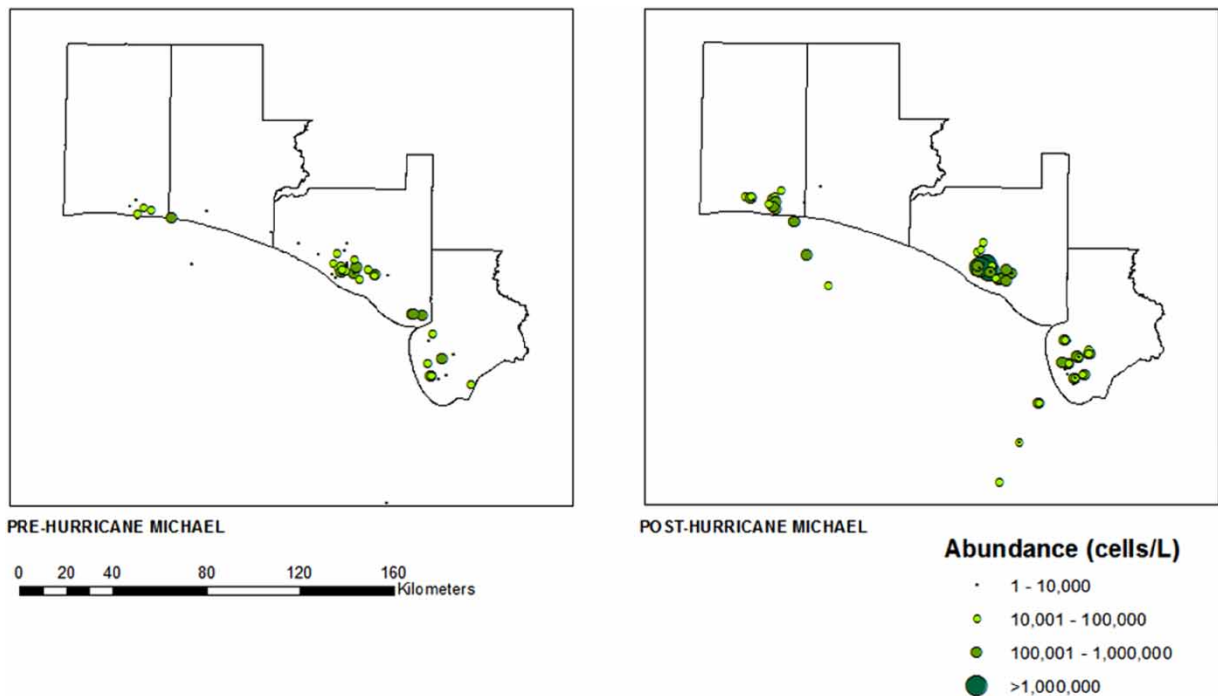 PRE-HURRICANE MICHAEL
POST-HURRICANE MICHAEL
0 20 40 80 120 160
Kilometers
Abundance (cells/L)
1 - 10,000
10,001 - 100,000
100,001 - 1,000,000
>1,000,000